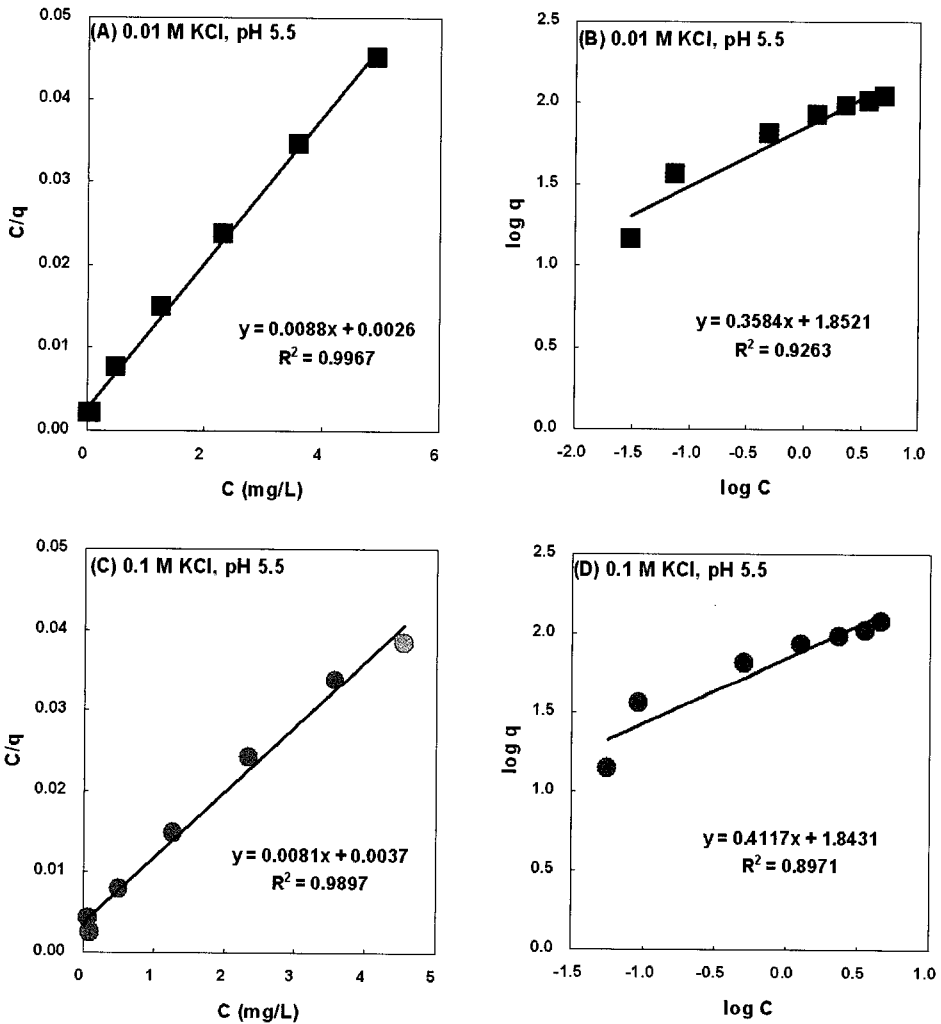 (A) 0.01 M KCl, pH 5.5
0.05
0.04
0.03
0.02
0.01
0.00
C/q
y = 0.0088x + 0.0026
R² = 0.9967
0
2
4
6
C (mg/L)
(B) 0.01 M KCl, pH 5.5
2.5
2.0
1.5
1.0
0.5
0.0
log q
y = 0.3584x + 1.8521
R² = 0.9263
-2.0
-1.5
-1.0
-0.5
0.0
0.5
1.0
log C
(C) 0.1 M KCl, pH 5.5
0.05
0.04
0.03
0.02
0.01
0.00
C/q
y = 0.0081x + 0.0037
R² = 0.9897
0
1
2
3
4
5
C (mg/L)
(D) 0.1 M KCl, pH 5.5
2.5
2.0
1.5
1.0
0.5
0.0
log q
y = 0.4117x + 1.8431
R² = 0.8971
-1.5
-1.0
-0.5
0.0
0.5
1.0
log C